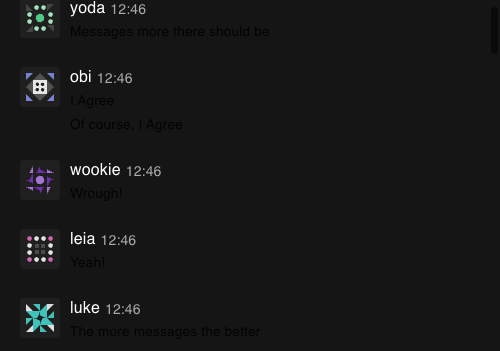 yoda 12:46
Messages more there should be
obi 12:46
I Agree
Of course, I Agree
wookie 12:46
Wrough!
leia 12:46
Yeah!
luke 12:46
The more messages the better